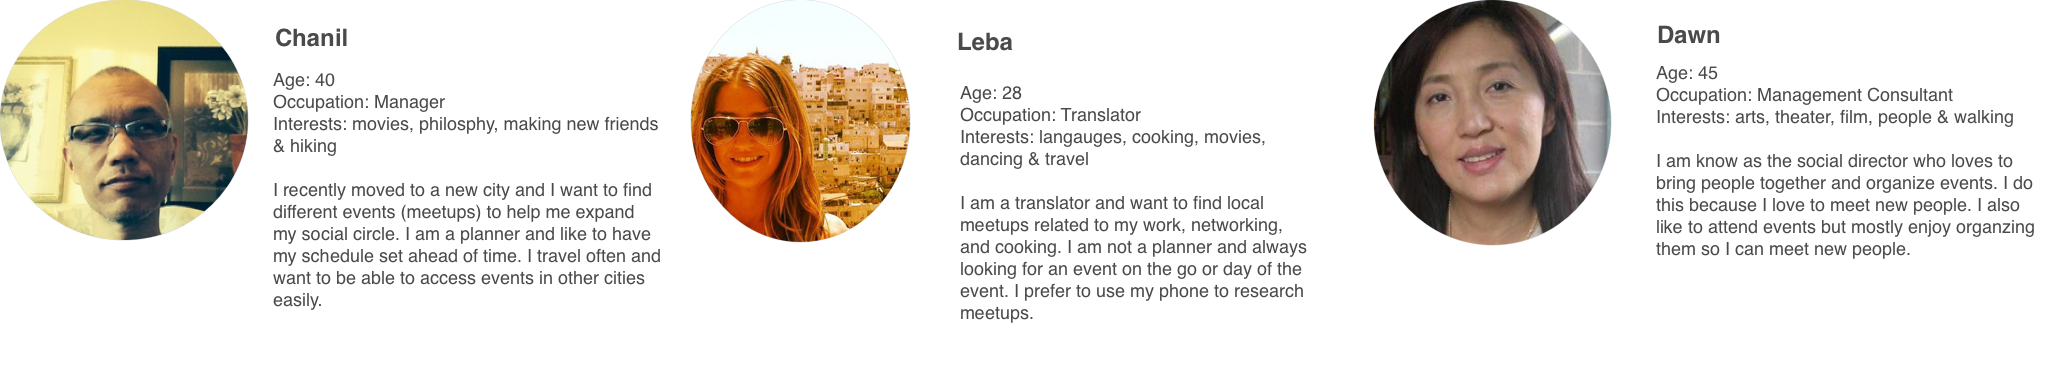 Chanil
Age: 40
Occupation: Manager
Interests: movies, philosphy, making new friends
& hiking
I recently moved to a new city and I want to find
different events (meetups) to help me expand
my social circle. I am a planner and like to have
my schedule set ahead of time. I travel often and
want to be able to access events in other cities
easily.
Leba
Age: 28
Occupation: Translator
Interests: langauges, cooking, movies,
dancing & travel
I am a translator and want to find local
meetups related to my work, networking,
and cooking. I am not a planner and always
looking for an event on the go or day of the
event. I prefer to use my phone to research
meetups.
Dawn
Age: 45
Occupation: Management Consultant
Interests: arts, theater, film, people & walking
I am know as the social director who loves to
bring people together and organize events. I do
this because I love to meet new people. I also
like to attend events but mostly enjoy organzing
them so I can meet new people.